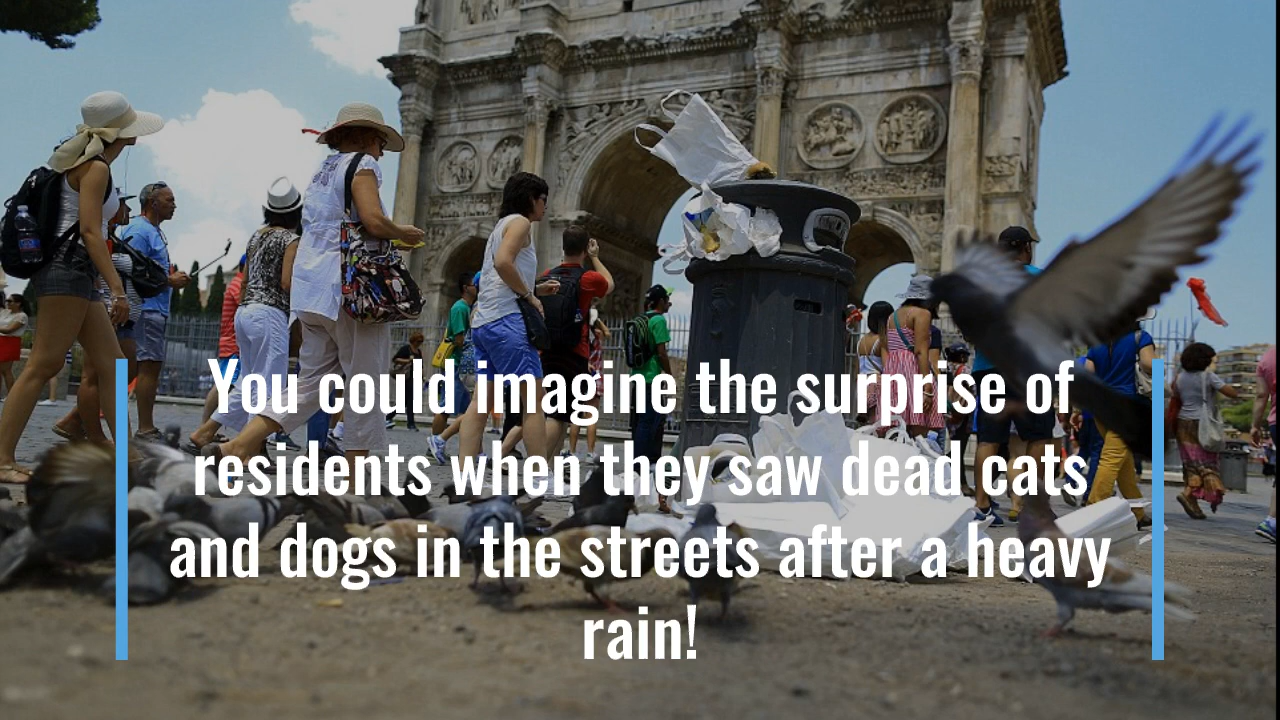 You could imagine the surprise of
residents when they saw dead cats
and dogs in the streets after a heavy
rain!